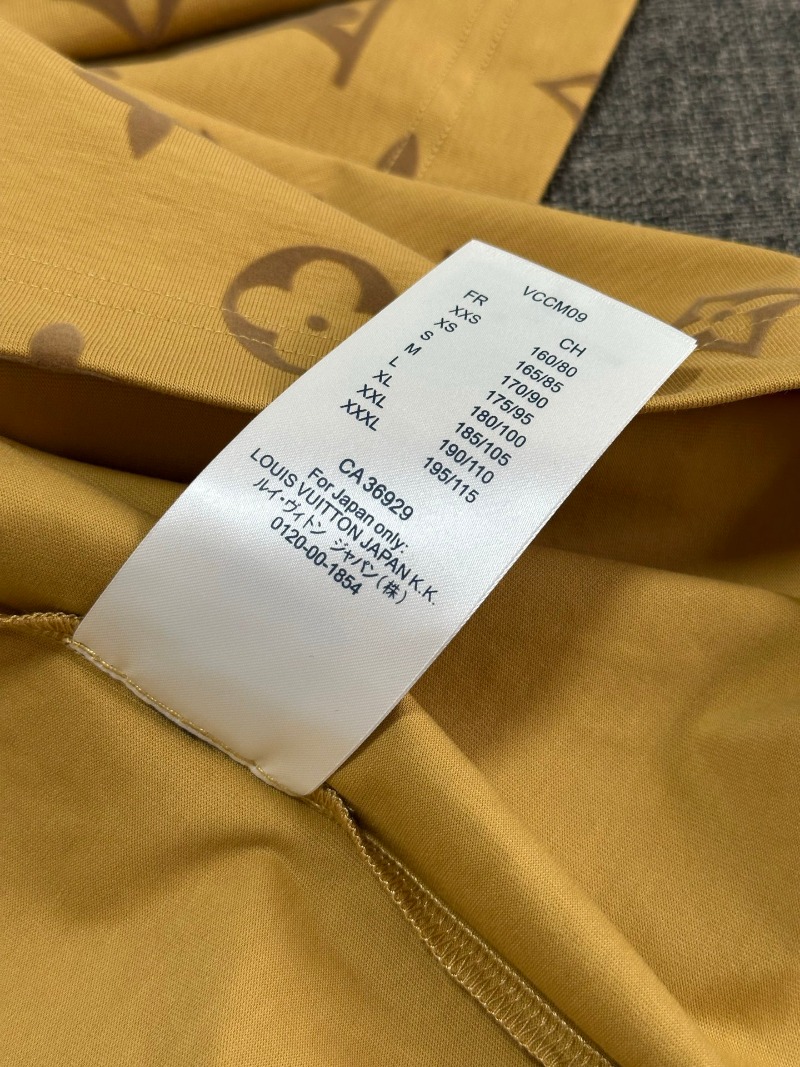 VCCM09
FR CH
XXS 160/80
XS 165/85
S 170/90
M 175/95
L 180/100
XL 185/105
XXL 190/110
XXXL 195/115
CA 36929
For Japan only:
LOUIS VUITTON JAPAN K.K.
ルイ・ヴィトン ジャパン(株)
0120-00-1854